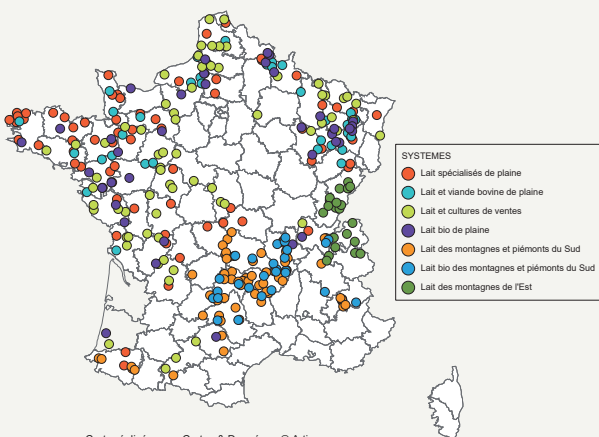 SYSTEMES
Lait spécialisés de plaine
Lait et viande bovine de plaine
Lait et cultures de ventes
Lait bio de plaine
Lait des montagnes et piémonts du Sud
Lait bio des montagnes et piémonts du Sud
Lait des montagnes de l'Est